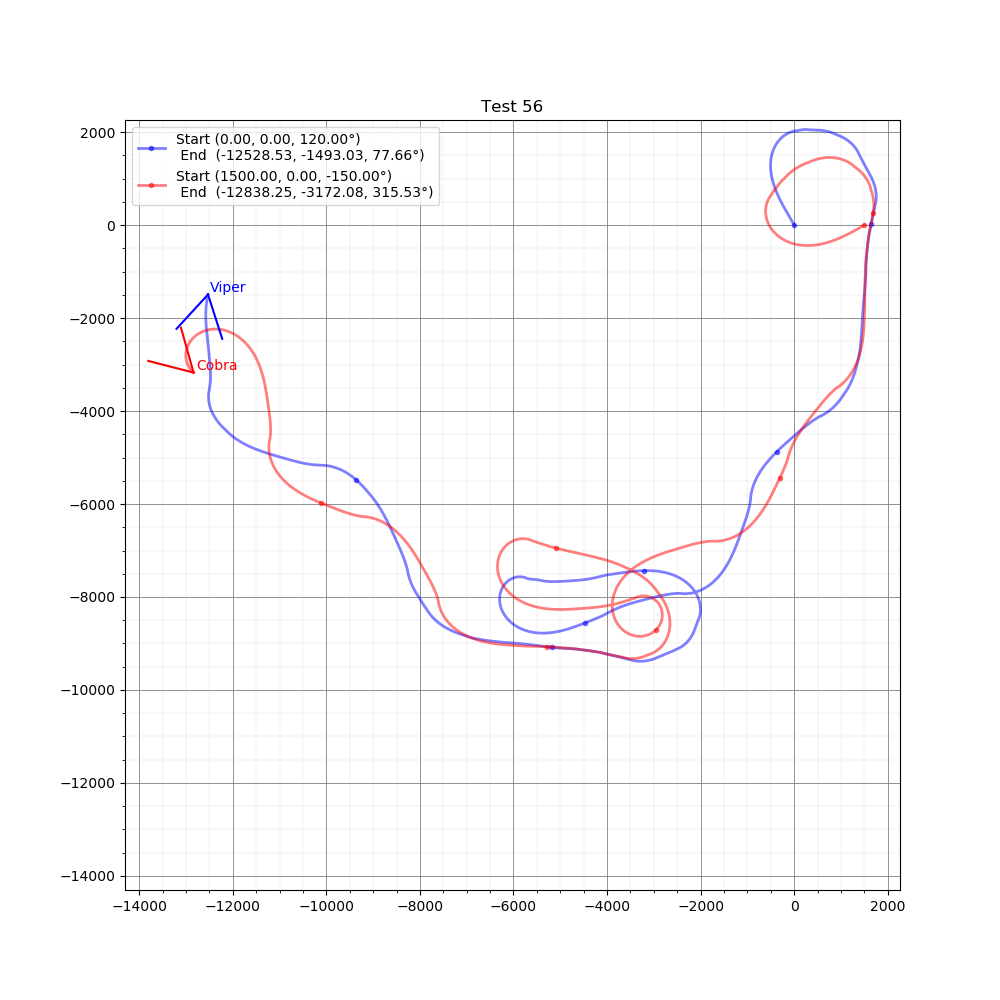 Test 56
Start (0.00, 0.00, 120.00°)
End (-12528.53, -1493.03, 77.66°)
Start (1500.00, 0.00, -150.00°)
End (-12838.25, -3172.08, 315.53°)
2000
0
−2000
−4000
−6000
−8000
−10000
−12000
−14000
Viper
Cobra
−14000 −12000 −10000 −8000 −6000 −4000 −2000 0 2000